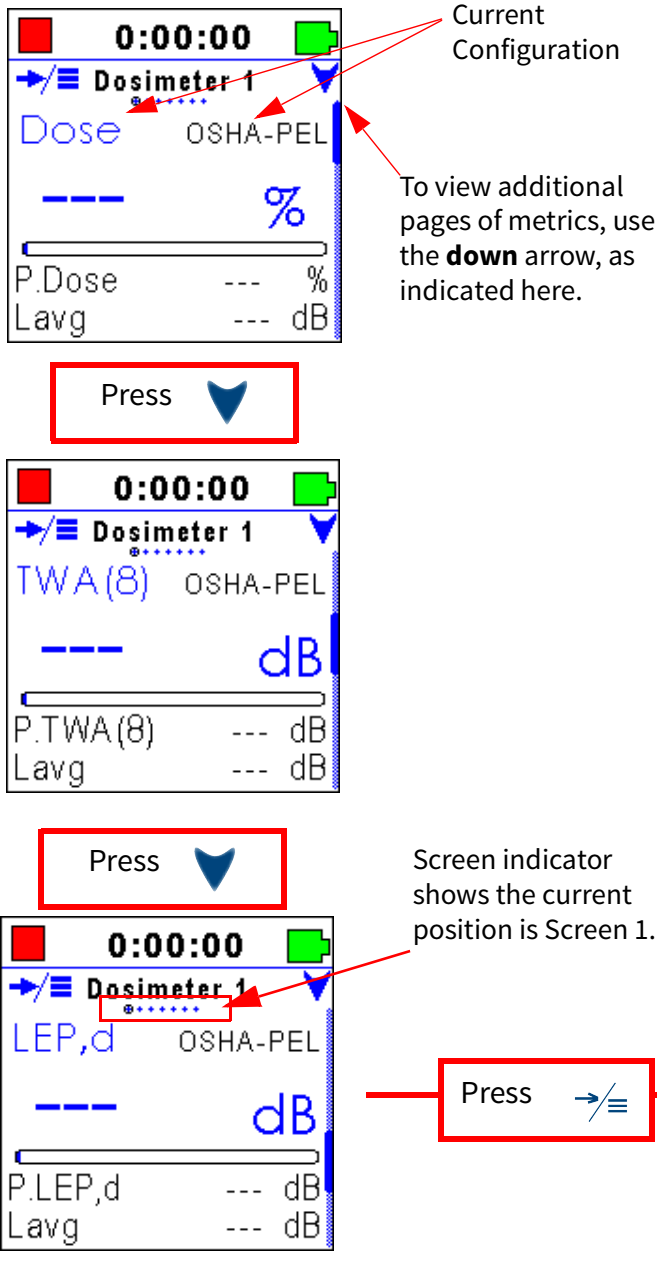 Current
Configuration
0:00:00
Dosimeter 1
Dose OSHA-PEL
--- %
P.Dose --- %
Lavg --- dB
To view additional
pages of metrics, use
the down arrow, as
indicated here.
Press
0:00:00
Dosimeter 1
TWA(8) OSHA-PEL
--- dB
P.TWA(8) --- dB
Lavg --- dB
Press
Screen indicator
shows the current
position is Screen 1.
0:00:00
Dosimeter 1
LEP,d OSHA-PEL
--- dB
P.LEP,d --- dB
Lavg --- dB
Press